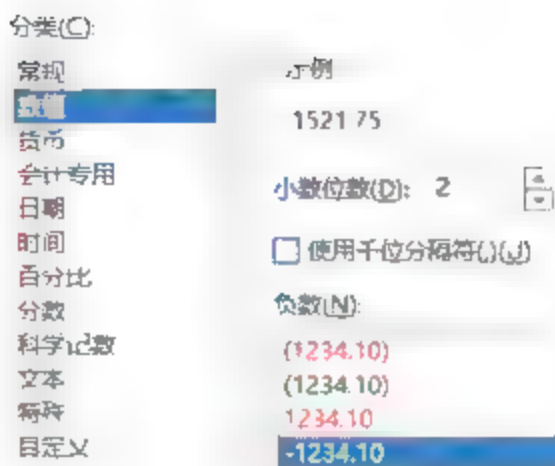 分类(C):
常规
数值
货币
会计专用
日期
时间
百分比
分数
科学记数
文本
特殊
自定义
示例
1521.75
小数位数(D): 2
使用千位分隔符(,)(U)
负数(N):
(1234.10)
(1234.10)
1234.10
-1234.10